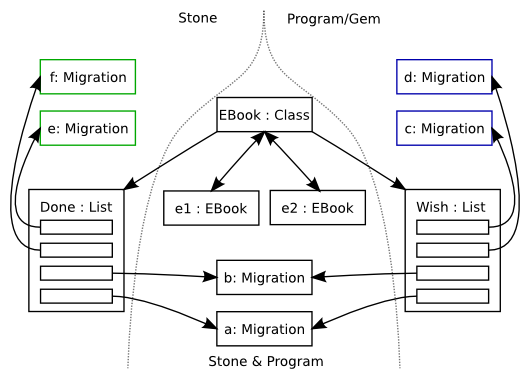 Stone
Program/Gem
f: Migration
d: Migration
EBook : Class
e: Migration
c: Migration
Done : List
e1 : EBook
e2 : EBook
Wish : List
b: Migration
a: Migration
Stone & Program